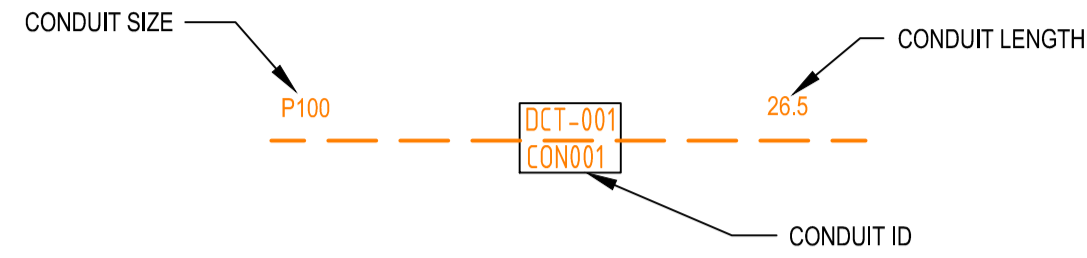 CONDUIT SIZE
CONDUIT LENGTH
P100
26.5
DCT-001
CON001
CONDUIT ID